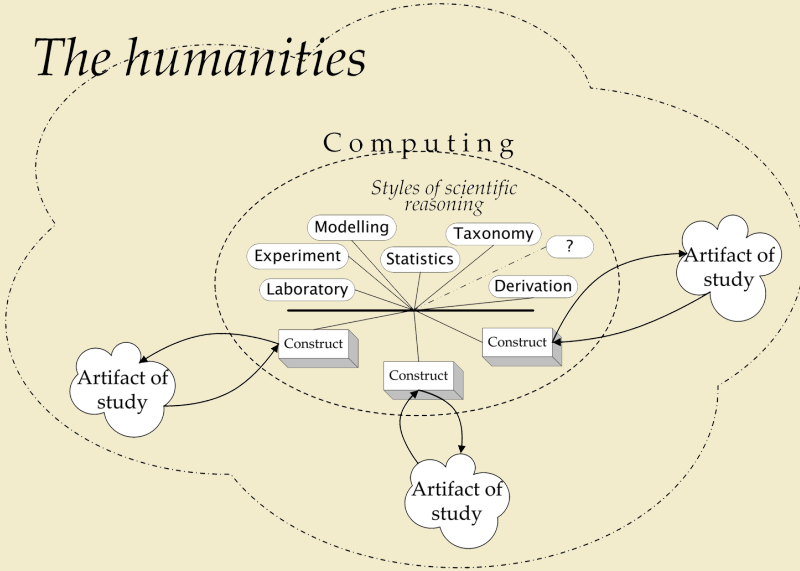 The humanities
Computing
Styles of scientific
reasoning
Modelling
Taxonomy
?
Experiment
Statistics
Laboratory
Derivation
Artifact of
study
Construct
Construct
Construct
Artifact of
study
Artifact of
study